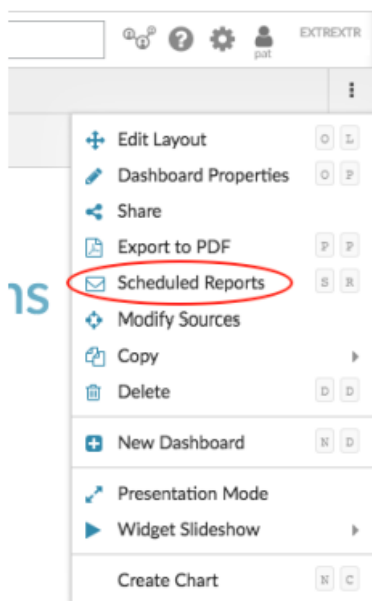 EXTREXTR
pat
Edit Layout O L
Dashboard Properties O P
Share
Export to PDF P P
ns
Scheduled Reports S R
Modify Sources
Copy
Delete D D
New Dashboard N D
Presentation Mode
Widget Slideshow
Create Chart N C